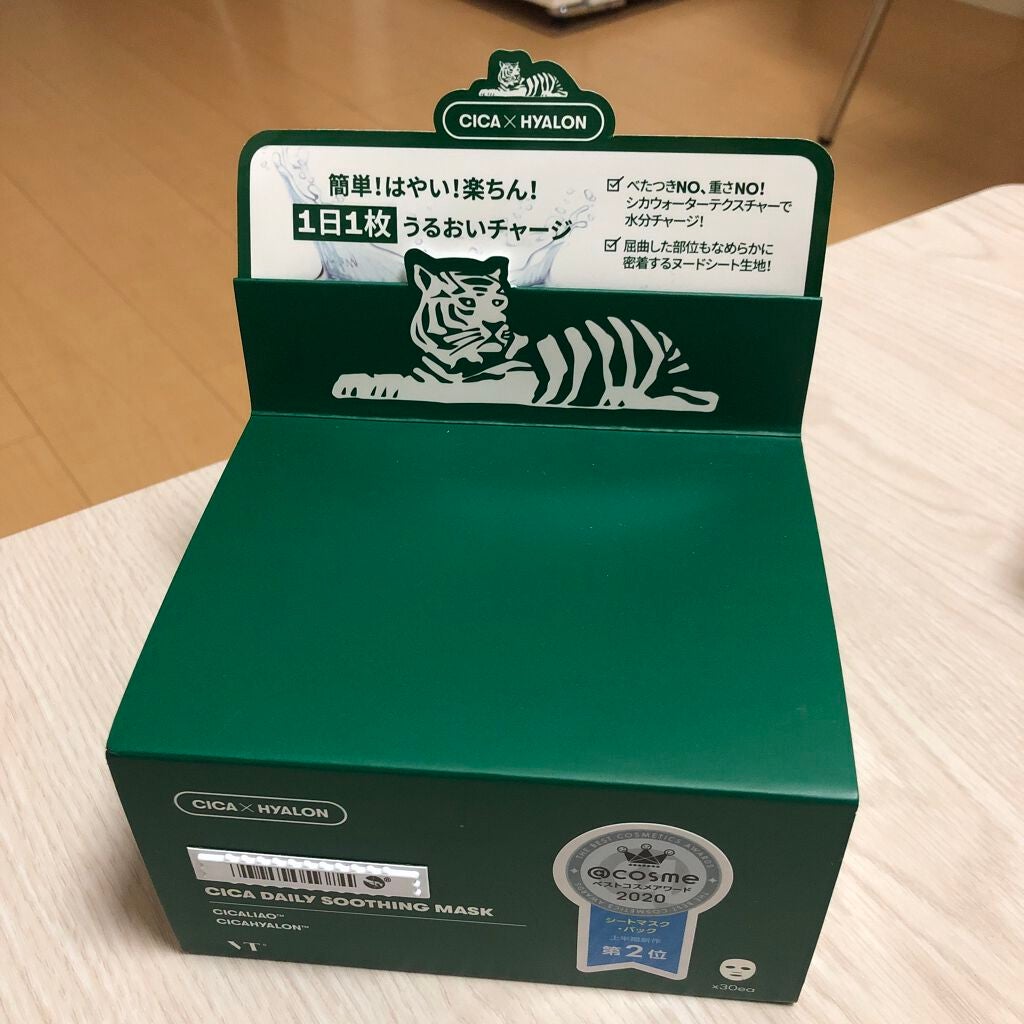 CICA×HYALON
簡単!はやい!楽ちん!
1日1枚 うるおいチャージ
べたつきNO、重さNO!
シカウォーターテクスチャーで
水分チャージ!
屈曲した部位もなめらかに
密着するヌードシート生地!
CICA×HYALON
CICA DAILY SOOTHING MASK
CICALIAO™
CICAHYALON™
VT®
THE BEST COSMETICS AWARDS
@cosme
ベストコスメアワード
2020
THE BEST COSMETICS AWARDS
シートマスク
・パック
上半期新作
第2位
x30ea